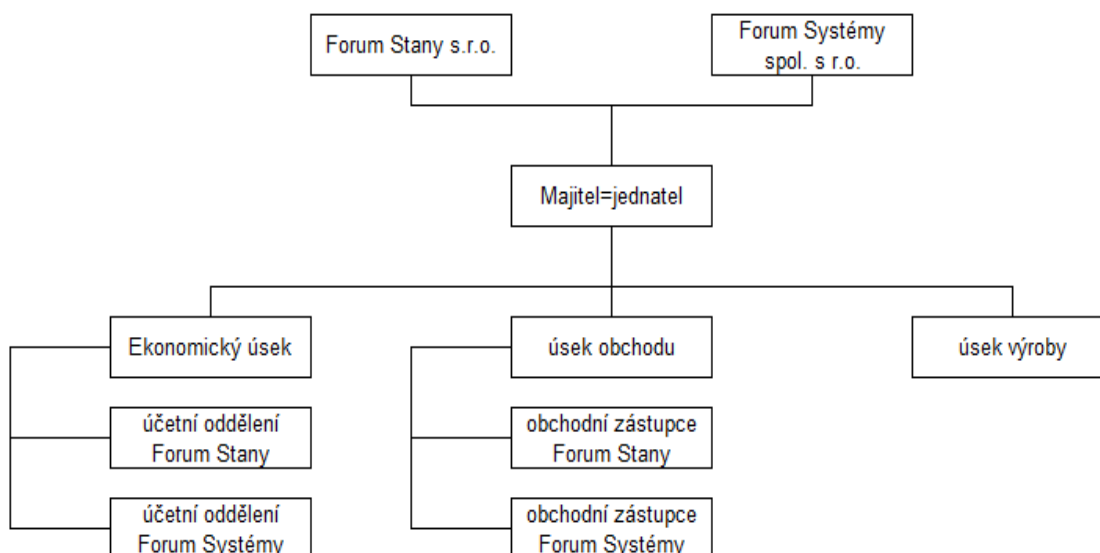 Forum Stany s.r.o.
Forum Systémy
spol. s r.o.
Majitel=jednatel
Ekonomický úsek
úsek obchodu
úsek výroby
účetní oddělení
Forum Stany
obchodní zástupce
Forum Stany
účetní oddělení
Forum Systémy
obchodní zástupce
Forum Systémy